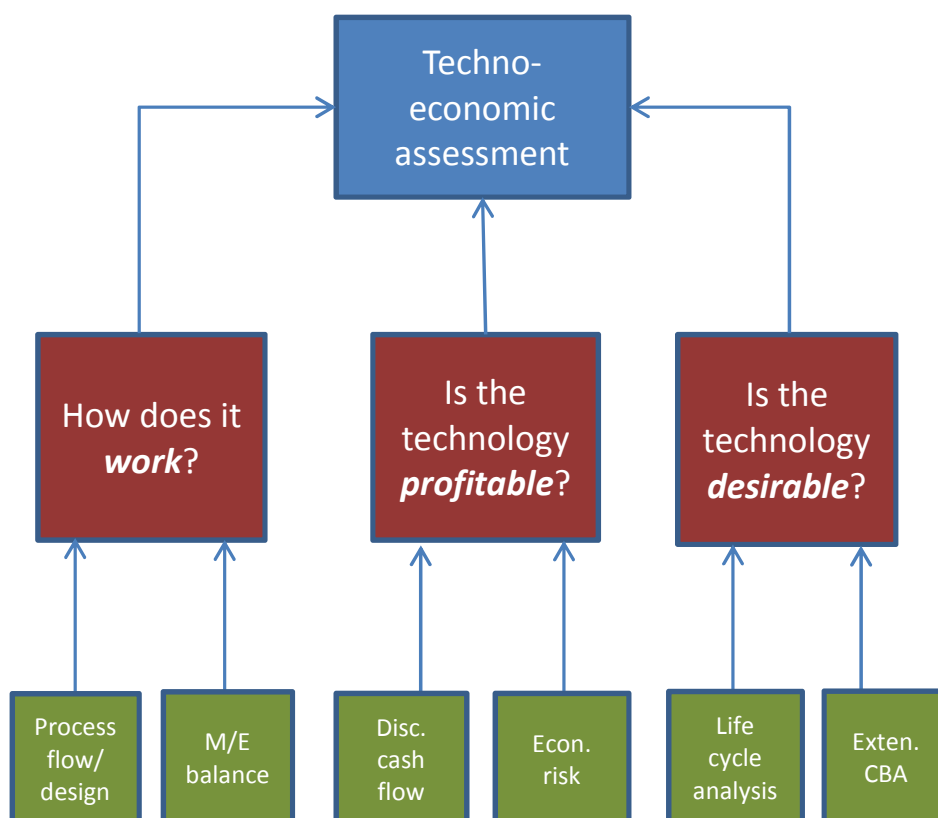 Techno-
economic
assessment
How does it
work?
Is the
technology
profitable?
Is the
technology
desirable?
Process
flow/
design
M/E
balance
Disc.
cash
flow
Econ.
risk
Life
cycle
analysis
Exten.
CBA